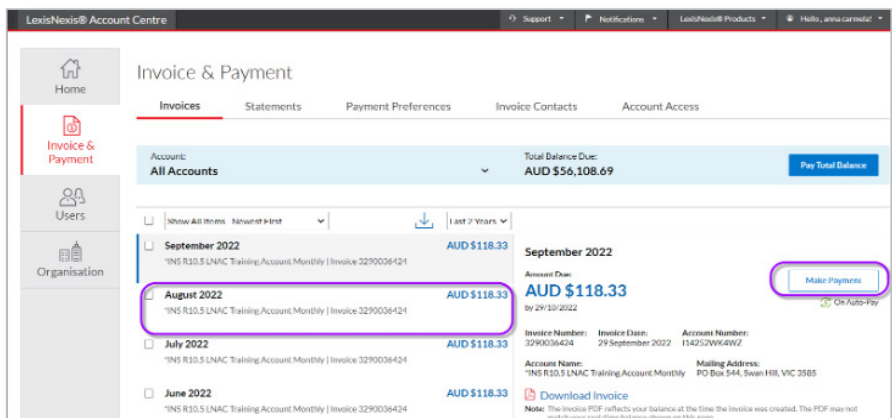 LexisNexis® Account Centre
Support
Notifications
LexisNexis® Products
Hello, anna carmela!
Home
Invoice & Payment
Users
Organisation
Invoice & Payment
Invoices
Statements
Payment Preferences
Invoice Contacts
Account Access
Account:
All Accounts
Total Balance Due:
AUD $56,108.69
Pay Total Balance
Show All Items Newest First
Last 2 Years
September 2022
AUD $118.33
*INS R10.5 LNAC Training Account Monthly | Invoice 3290036424
August 2022
AUD $118.33
*INS R10.5 LNAC Training Account Monthly | Invoice 3290036424
July 2022
AUD $118.33
*INS R10.5 LNAC Training Account Monthly | Invoice 3290036424
June 2022
AUD $118.33
*INS R10.5 LNAC Training Account Monthly | Invoice 3290036424
September 2022
Amount Due:
AUD $118.33
by 29/10/2022
Make Payment
On Auto-Pay
Invoice Number: Invoice Date: Account Number:
3290036424 29 September 2022 I14252WK4WZ
Account Name: Mailing Address:
*INS R10.5 LNAC Training Account Monthly PO Box 544, Swan Hill, VIC 3585
Download Invoice
Note: The invoice PDF reflects your balance at the time the invoice was created. The PDF may not